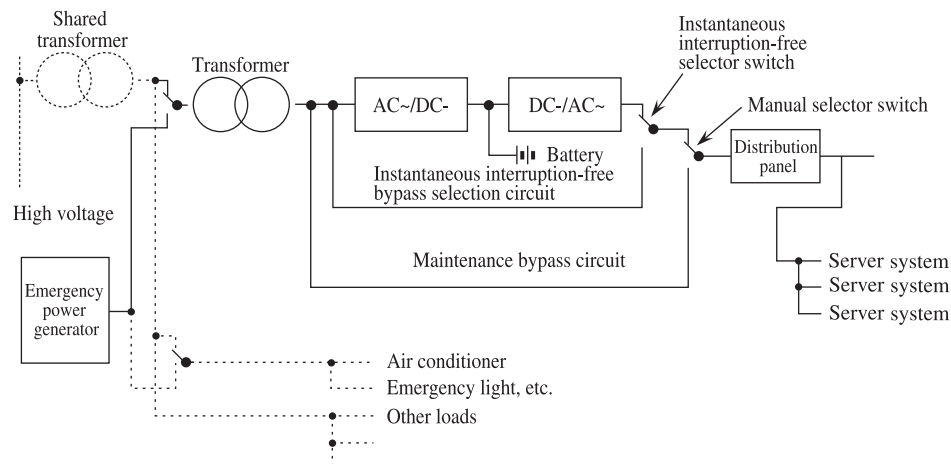 Shared
transformer
Transformer
Instantaneous
interruption-free
selector switch
Manual selector switch
AC~/DC-
DC-/AC~
Battery
Distribution
panel
Instantaneous interruption-free
bypass selection circuit
High voltage
Maintenance bypass circuit
Emergency
power
generator
Server system
Server system
Server system
Air conditioner
Emergency light, etc.
Other loads